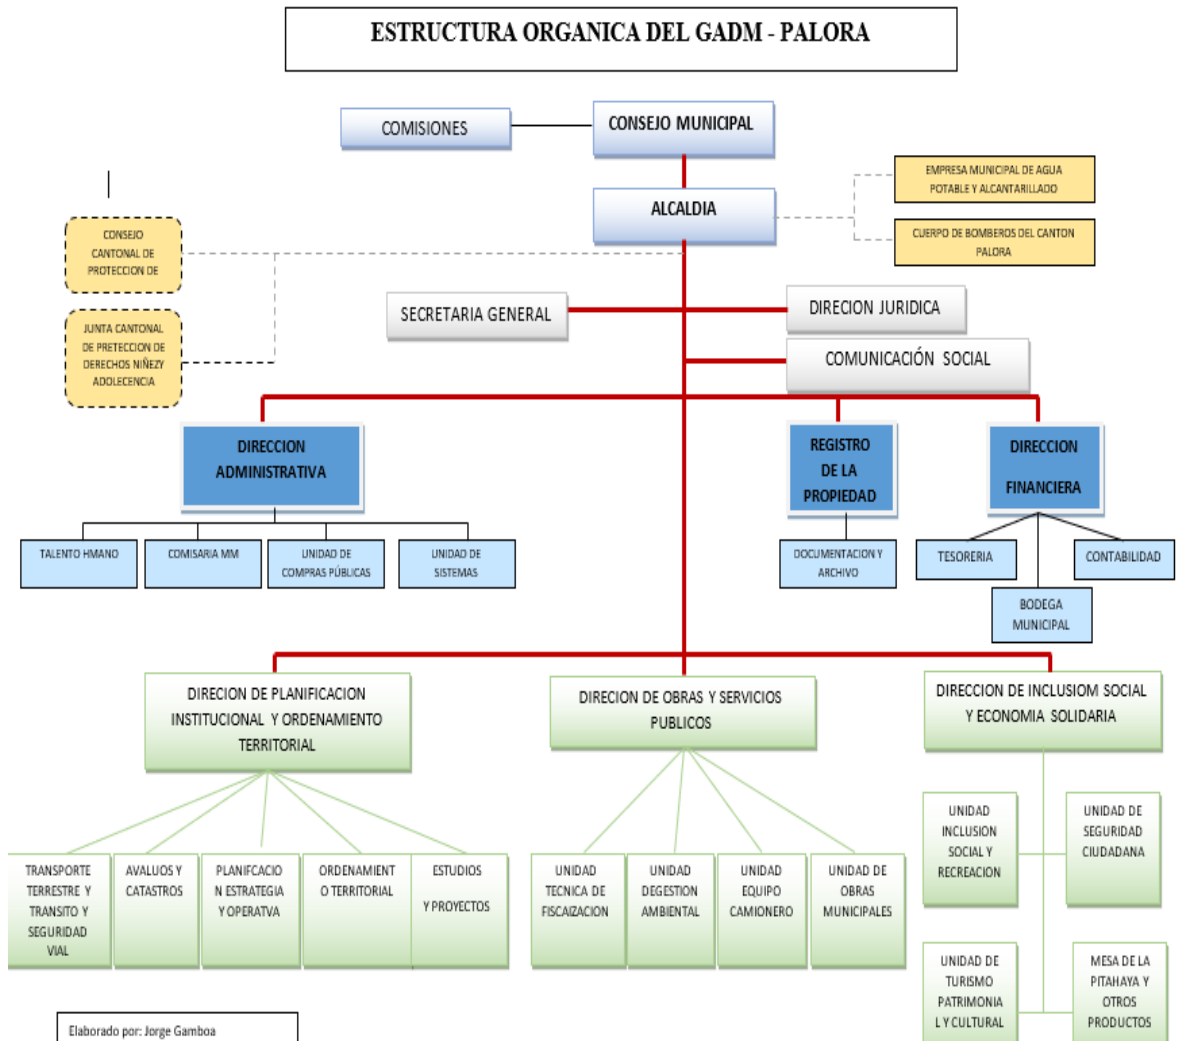 ESTRUCTURA ORGANICA DEL GADM - PALORA
COMISIONES
CONSEJO MUNICIPAL
ALCALDIA
EMPRESA MUNICIPAL DE AGUA
POTABLE Y ALCANTARILLADO
CUERPO DE BOMBEROS DEL CANTON
PALORA
CONSEJO
CANTONAL DE
PROTECCION DE
JUNTA CANTONAL
DE PRETECCION DE
DERECHOS NIÑEZY
ADOLECENCIA
SECRETARIA GENERAL
DIRECION JURIDICA
COMUNICACIÓN SOCIAL
DIRECCION
ADMINISTRATIVA
REGISTRO
DE LA
PROPIEDAD
DIRECCION
FINANCIERA
TALENTO HMANO
COMISARIA MM
UNIDAD DE
COMPRAS PÚBLICAS
UNIDAD DE
SISTEMAS
DOCUMENTACION Y
ARCHIVO
TESORERIA
CONTABILIDAD
BODEGA
MUNICIPAL
DIRECION DE PLANIFICACION
INSTITUCIONAL Y ORDENAMIENTO
TERRITORIAL
DIRECION DE OBRAS Y SERVICIOS
PUBLICOS
DIRECCION DE INCLUSIOM SOCIAL
Y ECONOMIA SOLIDARIA
TRANSPORTE
TERRESTRE Y
TRANSITO Y
SEGURIDAD
VIAL
AVALUOS Y
CATASTROS
PLANIFCACIO
N ESTRATEGIA
Y OPERATVA
ORDENAMIENT
O TERRITORIAL
ESTUDIOS
Y PROYECTOS
UNIDAD
TECNICA DE
FISCAIZACION
UNIDAD
DEGESTION
AMBIENTAL
UNIDAD
EQUIPO
CAMIONERO
UNIDAD DE
OBRAS
MUNICIPALES
UNIDAD
INCLUSION
SOCIAL Y
RECREACION
UNIDAD DE
SEGURIDAD
CIUDADANA
UNIDAD DE
TURISMO
PATRIMONIA
L Y CULTURAL
MESA DE LA
PITAHAYA Y
OTROS
PRODUCTOS
Elaborado por: Jorge Gamboa